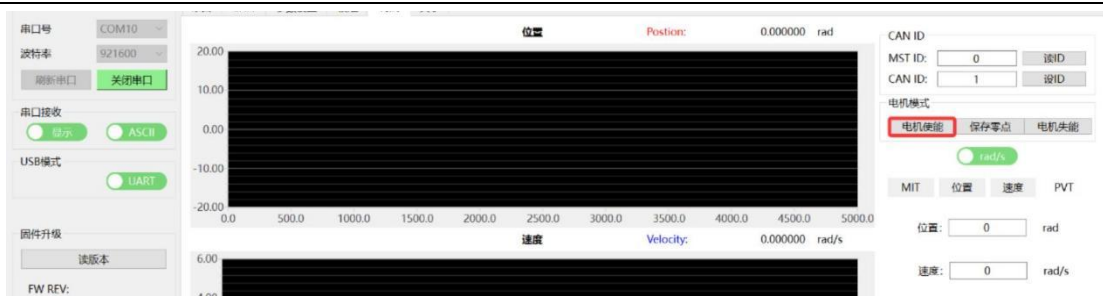 串口号 COM10
波特率 921600
刷新串口 关闭串口
串口接收
显示 ASCII
USB模式
UART
固件升级
读版本
FW REV:
位置 Postion: 0.000000 rad
20.00
10.00
0.00
-10.00
-20.00
0.0 500.0 1000.0 1500.0 2000.0 2500.0 3000.0 3500.0 4000.0 4500.0 5000.0
速度 Velocity: 0.000000 rad/s
6.00
4.00
CAN ID
MST ID: 0 读ID
CAN ID: 1 设ID
电机模式
电机使能 保存零点 电机失能
rad/s
MIT 位置 速度 PVT
位置: 0 rad
速度: 0 rad/s